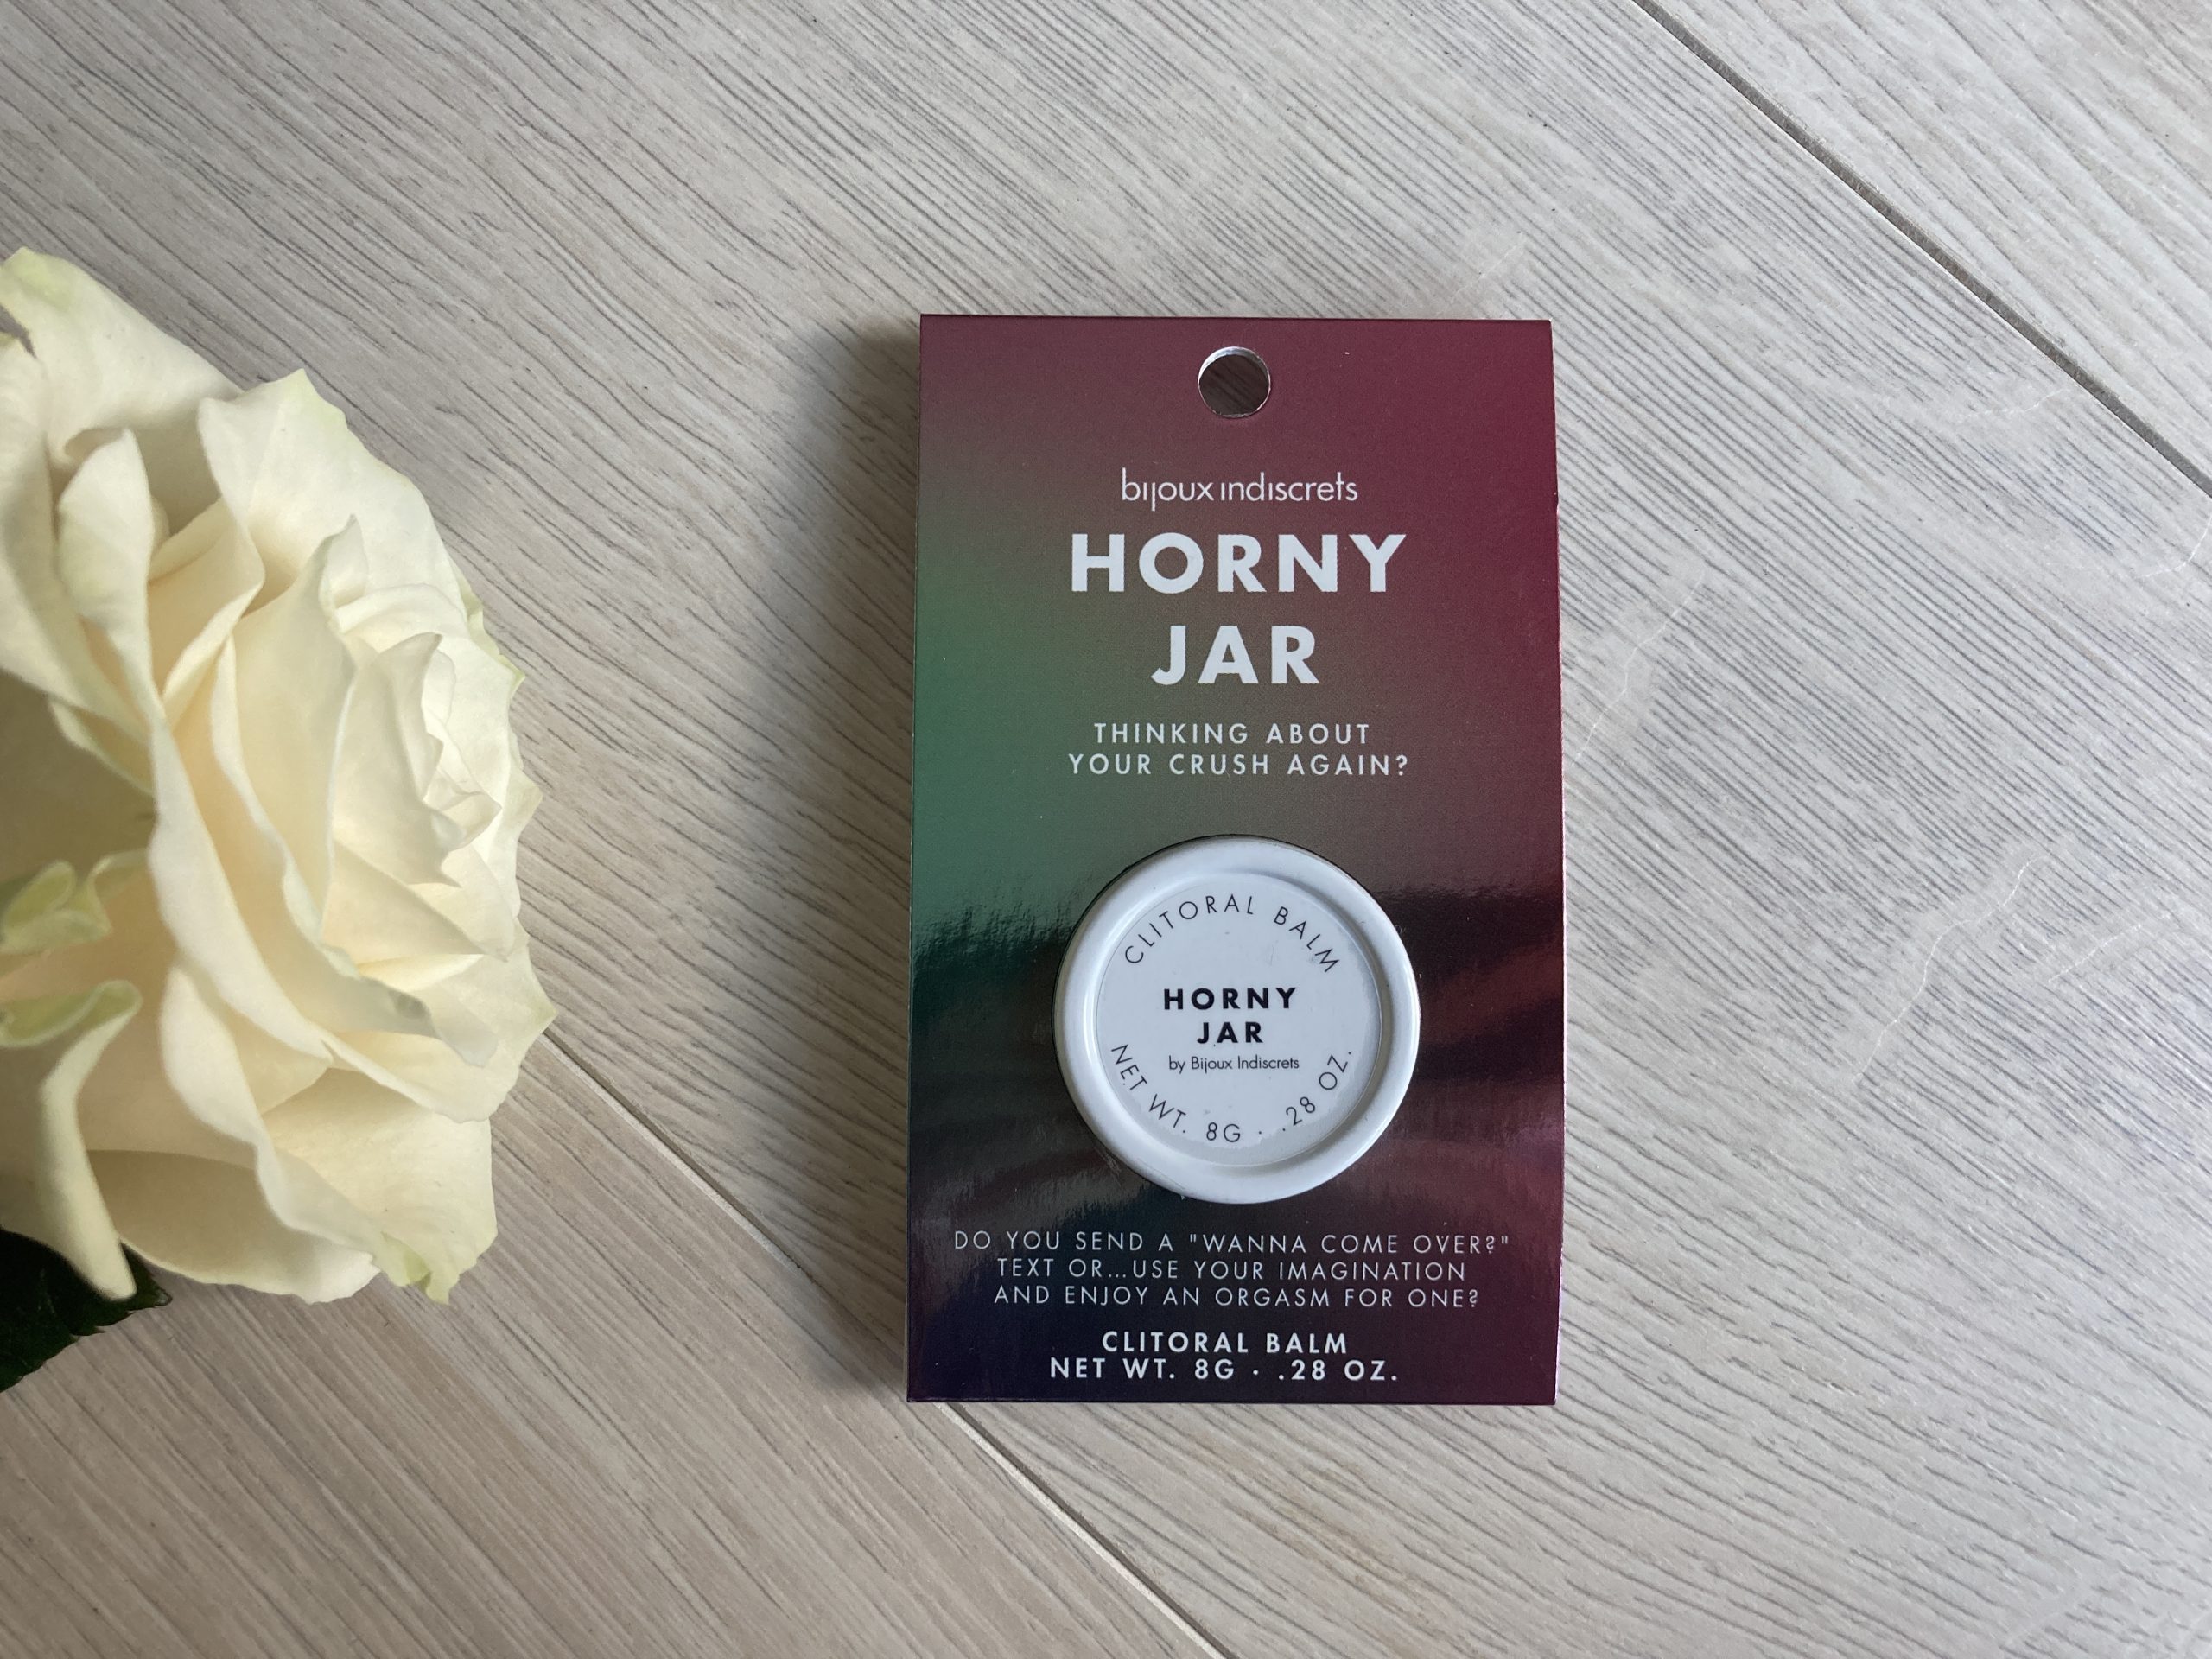 bijoux indiscrets
HORNY
JAR
THINKING ABOUT
YOUR CRUSH AGAIN?
CLITORAL BALM
HORNY
JAR
by Bijoux Indiscrets
NET WT. 8G · .28 OZ.
DO YOU SEND A "WANNA COME OVER?"
TEXT OR...USE YOUR IMAGINATION
AND ENJOY AN ORGASM FOR ONE?
CLITORAL BALM
NET WT. 8G · .28 OZ.